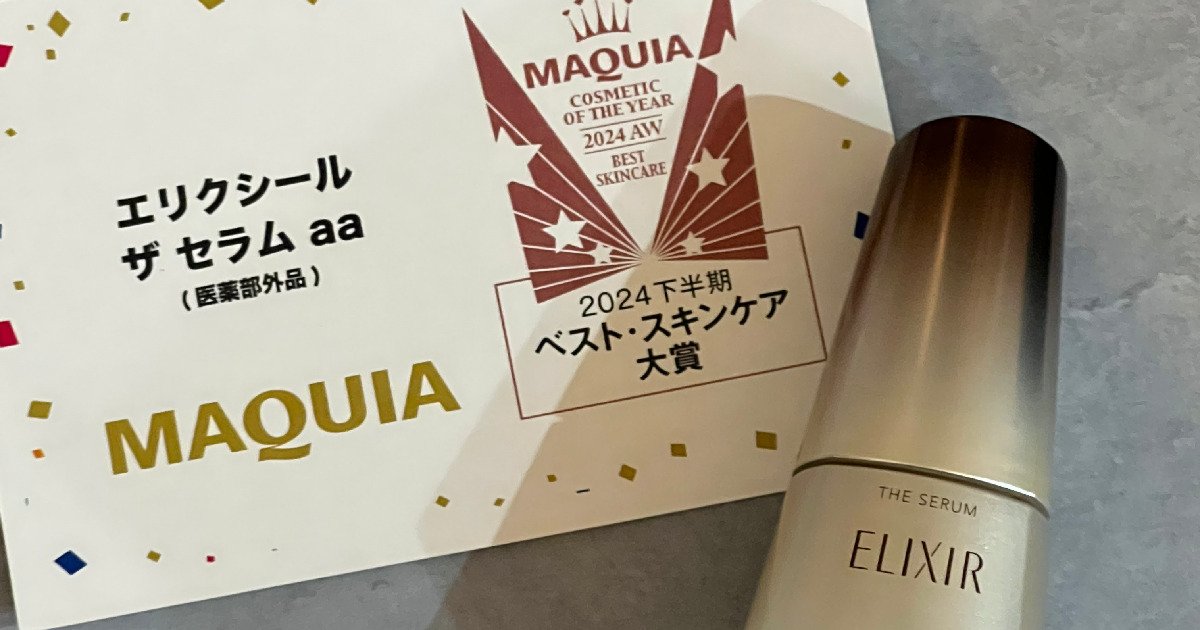 エリクシール
ザ セラム aa
(医薬部外品)
MAQUIA
MAQUIA
COSMETIC
OF THE YEAR
2024 AW
BEST
SKINCARE
2024下半期
ベスト・スキンケア
大賞
THE SERUM
ELIXIR